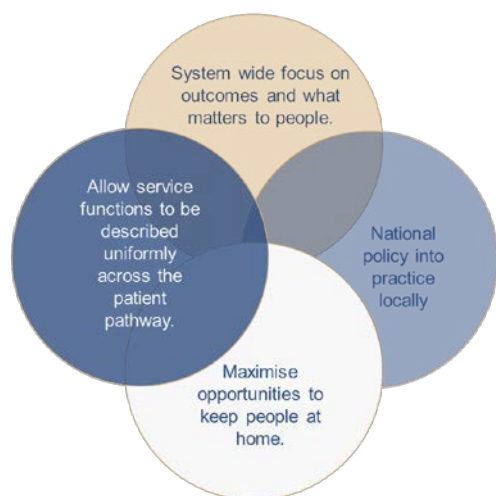 System wide focus on
outcomes and what
matters to people.
Allow service
functions to be
described
uniformly
across the
patient
pathway.
National
policy into
practice
locally
Maximise
opportunities to
keep people at
home.